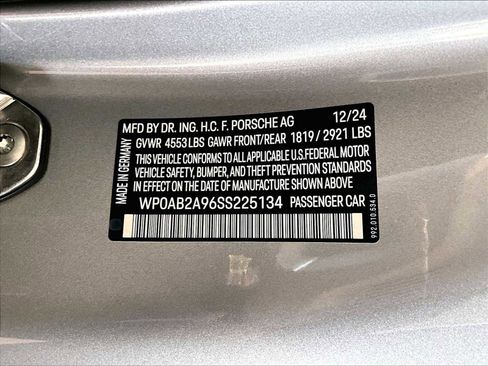 MFD BY DR. ING. H.C. F. PORSCHE AG 12/24
GVWR 4553LBS GAWR FRONT/REAR 1819 / 2921 LBS
THIS VEHICLE CONFORMS TO ALL APPLICABLE U.S.FEDERAL MOTOR
VEHICLE SAFETY, BUMPER, AND THEFT PREVENTION STANDARDS
IN EFFECT ON THE DATE OF MANUFACTURE SHOWN ABOVE.
WP0AB2A96SS225134 PASSENGER CAR
MADE IN GERMANY
992.010.534.0